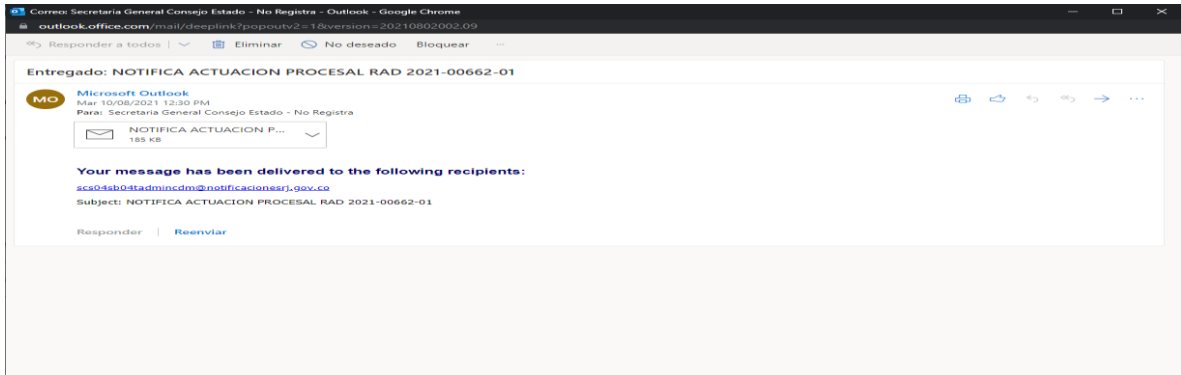 Correo: Secretaria General Consejo Estado - No Registra - Outlook - Google Chrome
outlook.office.com/mail/deeplink?popoutv2=1&version=20210802002.09
Responder a todos | Eliminar No deseado Bloquear ...
Entregado: NOTIFICA ACTUACION PROCESAL RAD 2021-00662-01
MO
Microsoft Outlook
Mar 10/08/2021 12:30 PM
Para: Secretaria General Consejo Estado - No Registra
NOTIFICA ACTUACION P...
185 KB
Your message has been delivered to the following recipients:
scs04sb04tadmincdm@notificacionesrj.gov.co
Subject: NOTIFICA ACTUACION PROCESAL RAD 2021-00662-01
Responder | Reenviar